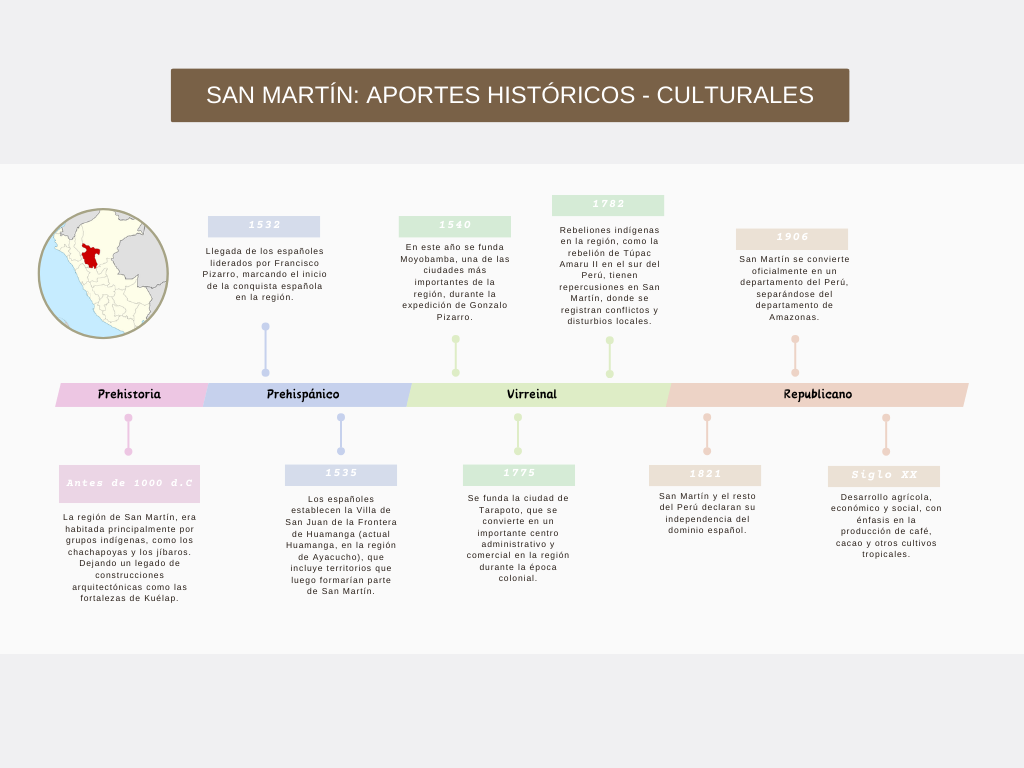 SAN MARTÍN: APORTES HISTÓRICOS - CULTURALES
1532
Llegada de los españoles
liderados por Francisco
Pizarro, marcando el inicio
de la conquista española
en la región.
1540
En este año se funda
Moyobamba, una de las
ciudades más
importantes de la
región, durante la
expedición de Gonzalo
Pizarro.
1782
Rebeliones indígenas
en la región, como la
rebelión de Túpac
Amaru II en el sur del
Perú, tienen
repercusiones en San
Martín, donde se
registran conflictos y
disturbios locales.
1906
San Martín se convierte
oficialmente en un
departamento del Perú,
separándose del
departamento de
Amazonas.
Prehistoria
Prehispánico
Virreinal
Republicano
Antes de 1000 d.C
La región de San Martín, era
habitada principalmente por
grupos indígenas, como los
chachapoyas y los jíbaros.
Dejando un legado de
construcciones
arquitectónicas como las
fortalezas de Kuélap.
1535
Los españoles
establecen la Villa de
San Juan de la Frontera
de Huamanga (actual
Huamanga, en la región
de Ayacucho), que
incluye territorios que
luego formarían parte
de San Martín.
1775
Se funda la ciudad de
Tarapoto, que se
convierte en un
importante centro
administrativo y
comercial en la región
durante la época
colonial.
1821
San Martín y el resto
del Perú declaran su
independencia del
dominio español.
Siglo XX
Desarrollo agrícola,
económico y social, con
énfasis en la
producción de café,
cacao y otros cultivos
tropicales.